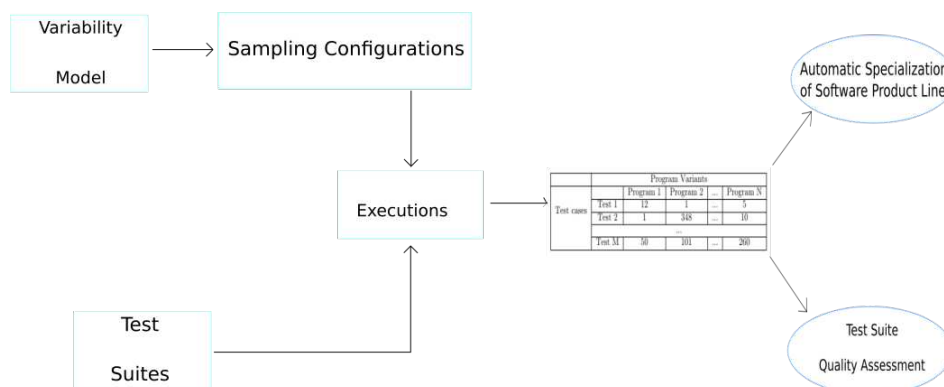 Variability
Model
Sampling Configurations
Automatic Specialization
of Software Product Line
Executions
Program Variants
Test cases
Program 1 Program 2 ... Program N
Test 1 12 1 ... 5
Test 2 1 348 ... 10
...
Test M 50 101 ... 260
Test
Suites
Test Suite
Quality Assessment